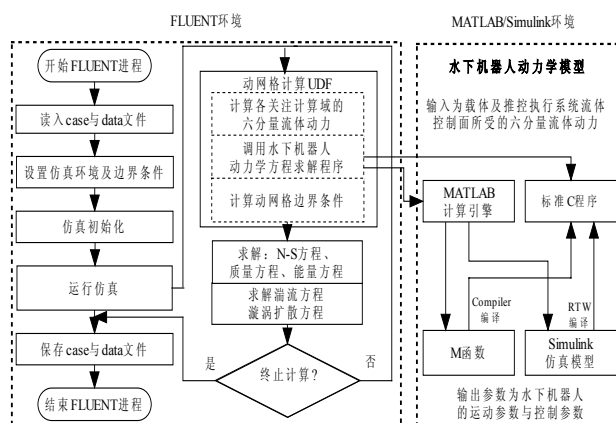 FLUENT环境
MATLAB/Simulink环境
开始FLUENT进程
读入case与data文件
设置仿真环境及边界条件
仿真初始化
运行仿真
保存case与data文件
结束FLUENT进程
动网格计算UDF
计算各关注计算域的
六分量流体动力
调用水下机器人
动力学方程求解程序
计算动网格边界条件
求解：N-S方程、
质量方程、能量方程
求解湍流方程
漩涡扩散方程
是
否
终止计算?
水下机器人动力学模型
输入为载体及推控执行系统流体
控制面所受的六分量流体动力
MATLAB
计算引擎
标准C程序
Compiler
编译
RTW
编译
M函数
Simulink
仿真模型
输出参数为水下机器人
的运动参数与控制参数